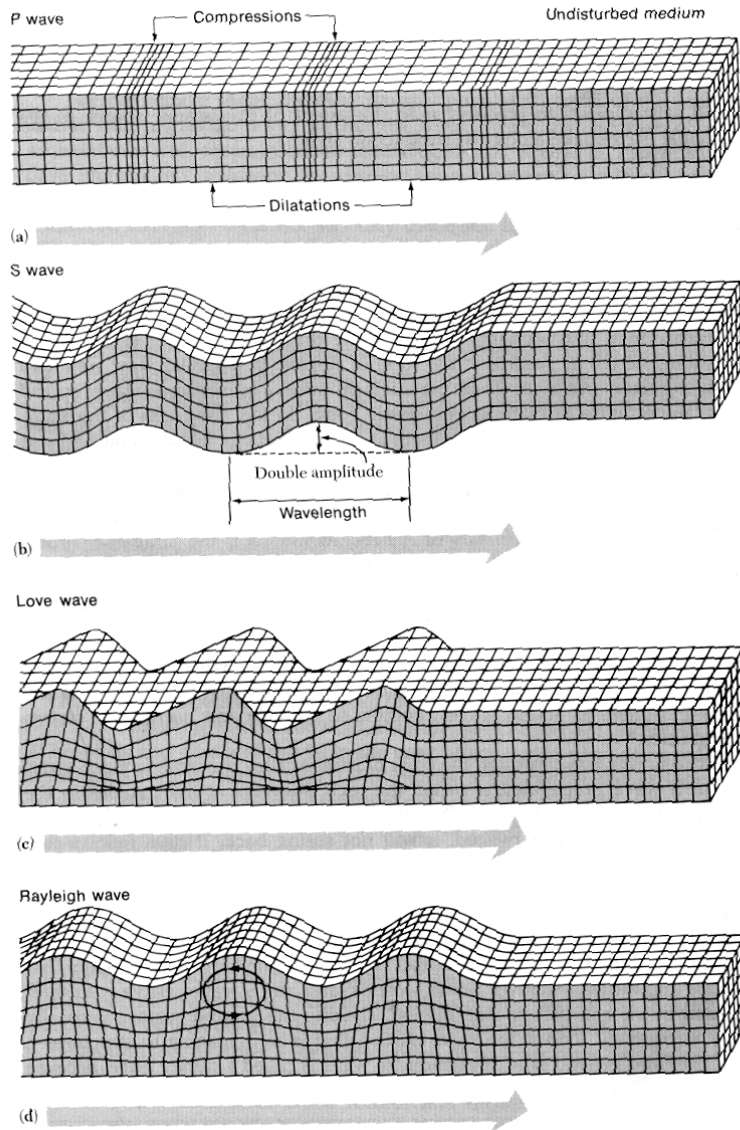 P wave
Compressions
Undisturbed medium
Dilatations
(a)
S wave
Double amplitude
Wavelength
(b)
Love wave
(c)
Rayleigh wave
(d)